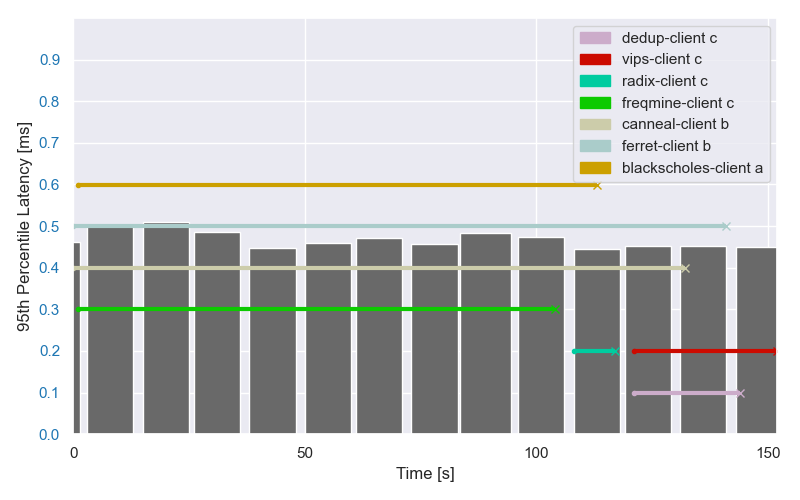 dedup-client c
vips-client c
radix-client c
freqmine-client c
canneal-client b
ferret-client b
blackscholes-client a
95th Percentile Latency [ms]
0.9
0.8
0.7
0.6
0.5
0.4
0.3
0.2
0.1
0.0
0
50
100
150
Time [s]